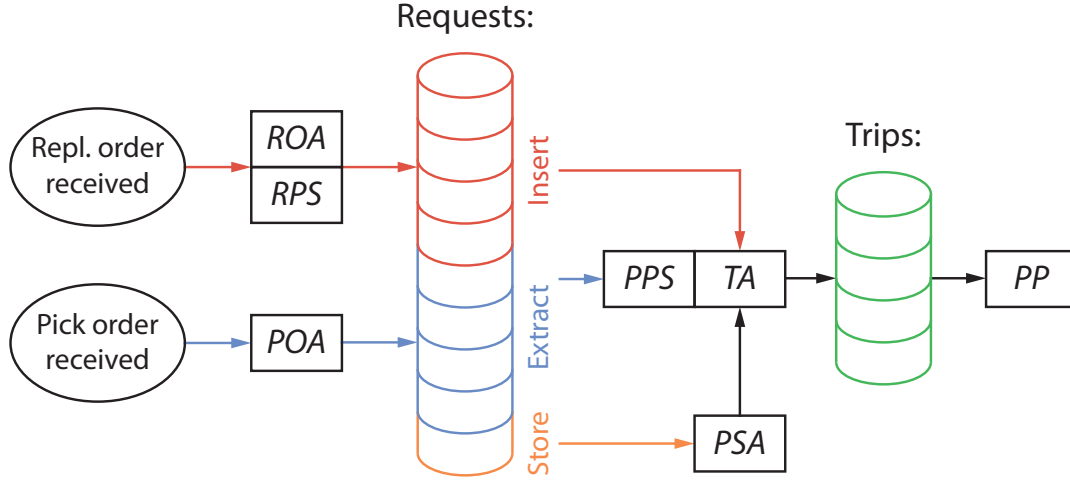 Requests:
Repl. order
received
ROA
RPS
Insert
Trips:
PPS
TA
PP
Extract
Pick order
received
POA
Store
PSA